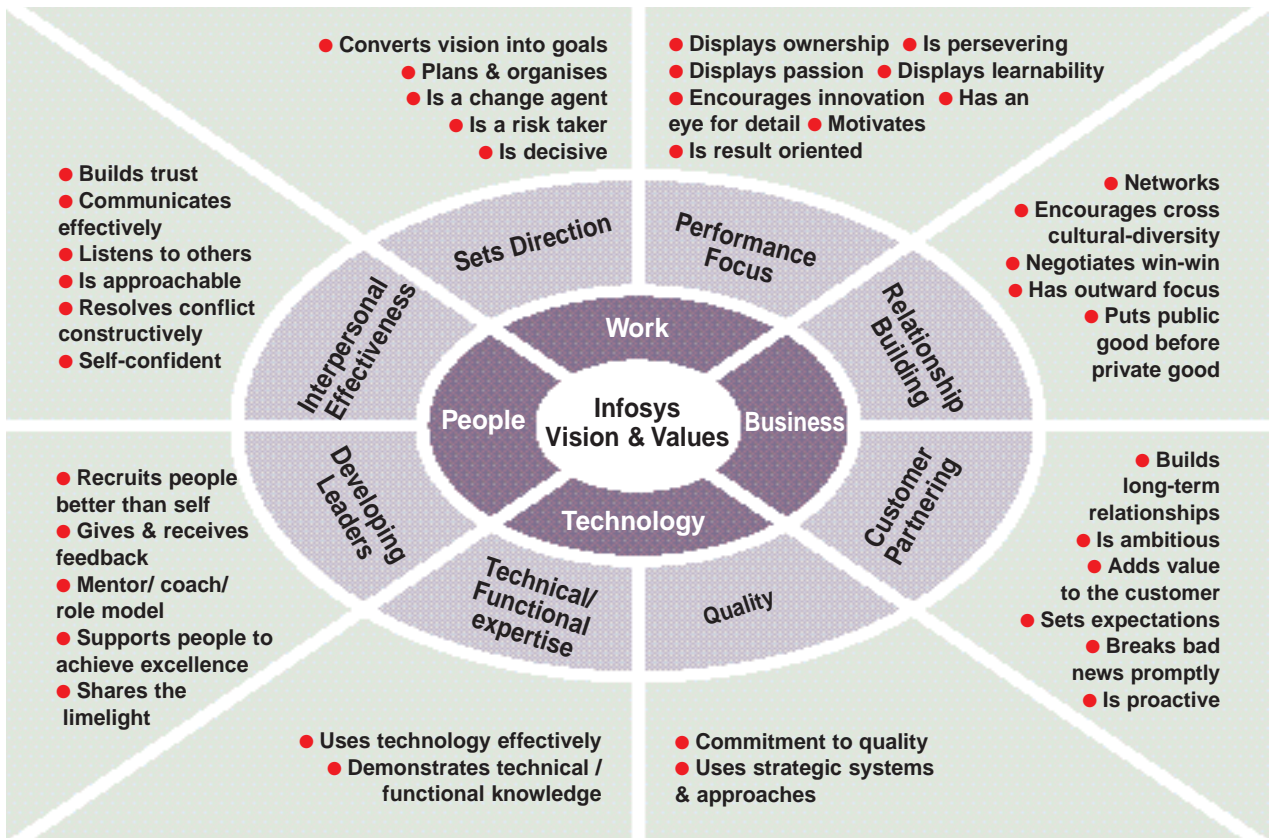 ● Converts vision into goals
● Plans & organises
● Is a change agent
● Is a risk taker
● Is decisive
● Displays ownership ● Is persevering
● Displays passion ● Displays learnability
● Encourages innovation ● Has an
eye for detail ● Motivates
● Is result oriented
● Builds trust
● Communicates
effectively
● Listens to others
● Is approachable
● Resolves conflict
constructively
● Self-confident
● Networks
● Encourages cross
cultural-diversity
● Negotiates win-win
● Has outward focus
● Puts public
good before
private good
Sets Direction
Performance
Focus
Interpersonal
Effectiveness
Relationship
Building
Work
People
Infosys
Vision & Values
Business
Technology
Developing
Leaders
Customer
Partnering
Technical/
Functional
expertise
Quality
● Recruits people
better than self
● Gives & receives
feedback
● Mentor/ coach/
role model
● Supports people to
achieve excellence
● Shares the
limelight
● Builds
long-term
relationships
● Is ambitious
● Adds value
to the customer
● Sets expectations
● Breaks bad
news promptly
● Is proactive
● Uses technology effectively
● Demonstrates technical /
functional knowledge
● Commitment to quality
● Uses strategic systems
& approaches